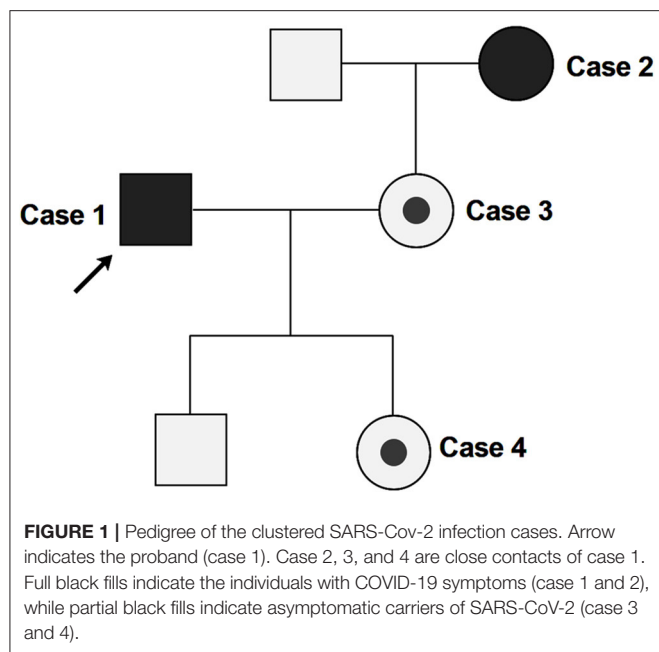 Case 2
Case 1
Case 3
Case 4
FIGURE 1 | Pedigree of the clustered SARS-Cov-2 infection cases. Arrow
indicates the proband (case 1). Case 2, 3, and 4 are close contacts of case 1.
Full black fills indicate the individuals with COVID-19 symptoms (case 1 and 2),
while partial black fills indicate asymptomatic carriers of SARS-CoV-2 (case 3
and 4).